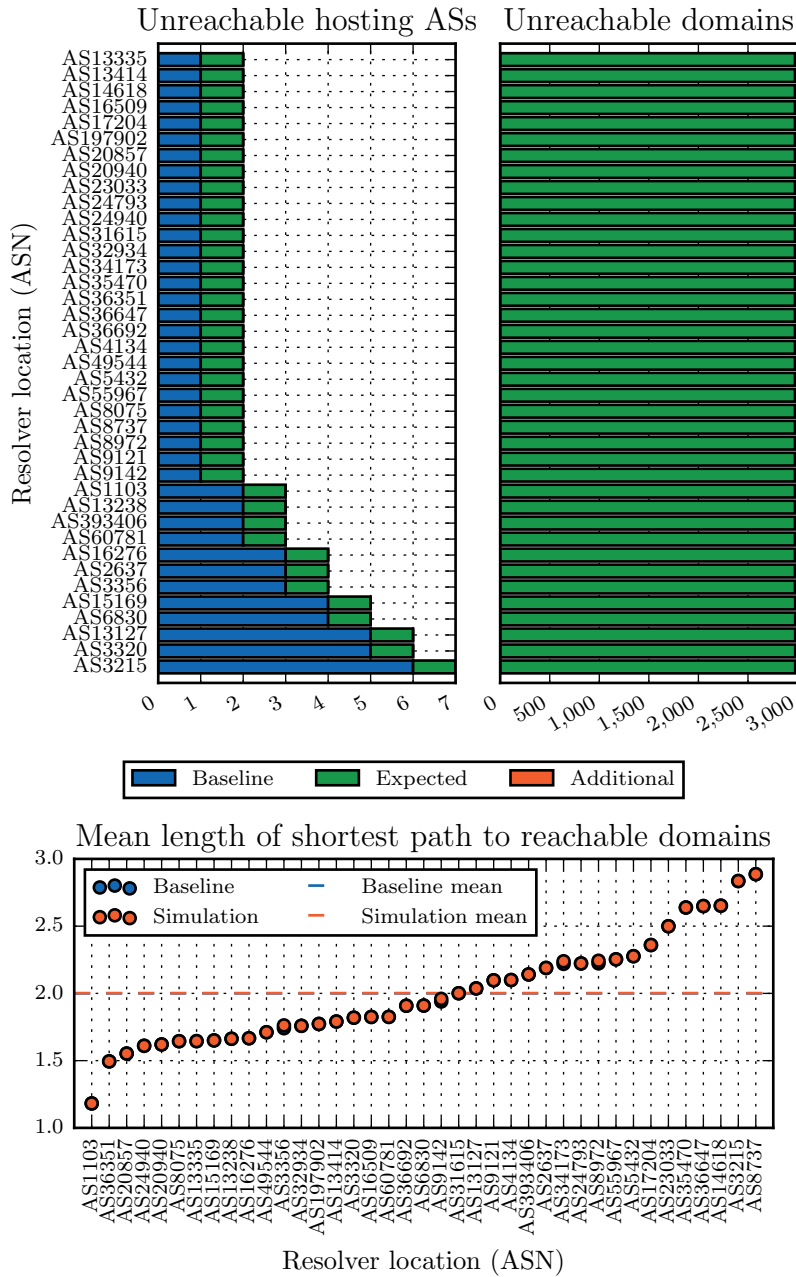 Unreachable hosting ASs
Unreachable domains
Resolver location (ASN)
AS13335
AS13414
AS14618
AS16509
AS17204
AS197902
AS20857
AS20940
AS23033
AS24793
AS24940
AS31615
AS32934
AS34173
AS35470
AS36351
AS36647
AS36692
AS4134
AS49544
AS5432
AS55967
AS8075
AS8737
AS8972
AS9121
AS9142
AS1103
AS13238
AS393406
AS60781
AS16276
AS2637
AS3356
AS15169
AS6830
AS13127
AS3320
AS3215
0 1 2 3 4 5 6 7
0 500 1,000 1,500 2,000 2,500 3,000
Baseline Expected Additional
Mean length of shortest path to reachable domains
3.0
2.5
2.0
1.5
1.0
Baseline Baseline mean
Simulation Simulation mean
AS1103
AS36351
AS20857
AS24940
AS20940
AS8075
AS13335
AS15169
AS13238
AS16276
AS49544
AS3356
AS32934
AS197902
AS13414
AS3320
AS16509
AS60781
AS36692
AS6830
AS9142
AS31615
AS13127
AS9121
AS4134
AS393406
AS2637
AS34173
AS24793
AS8972
AS55967
AS5432
AS17204
AS23033
AS35470
AS36647
AS14618
AS3215
AS8737
Resolver location (ASN)